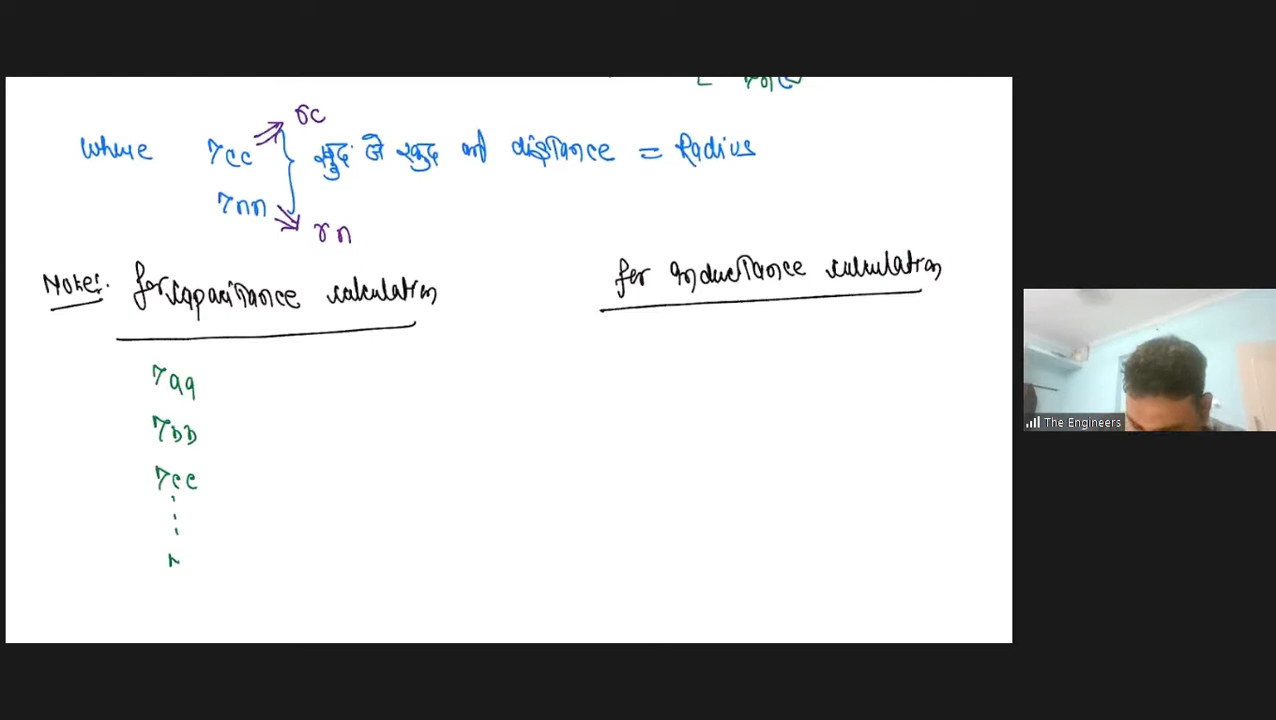 where rcc → rc खुद से खुद की distance = Radius
rnn → rn
Note:- for capacitance calculation
for inductance calculation
raa
rbb
rcc
The Engineers